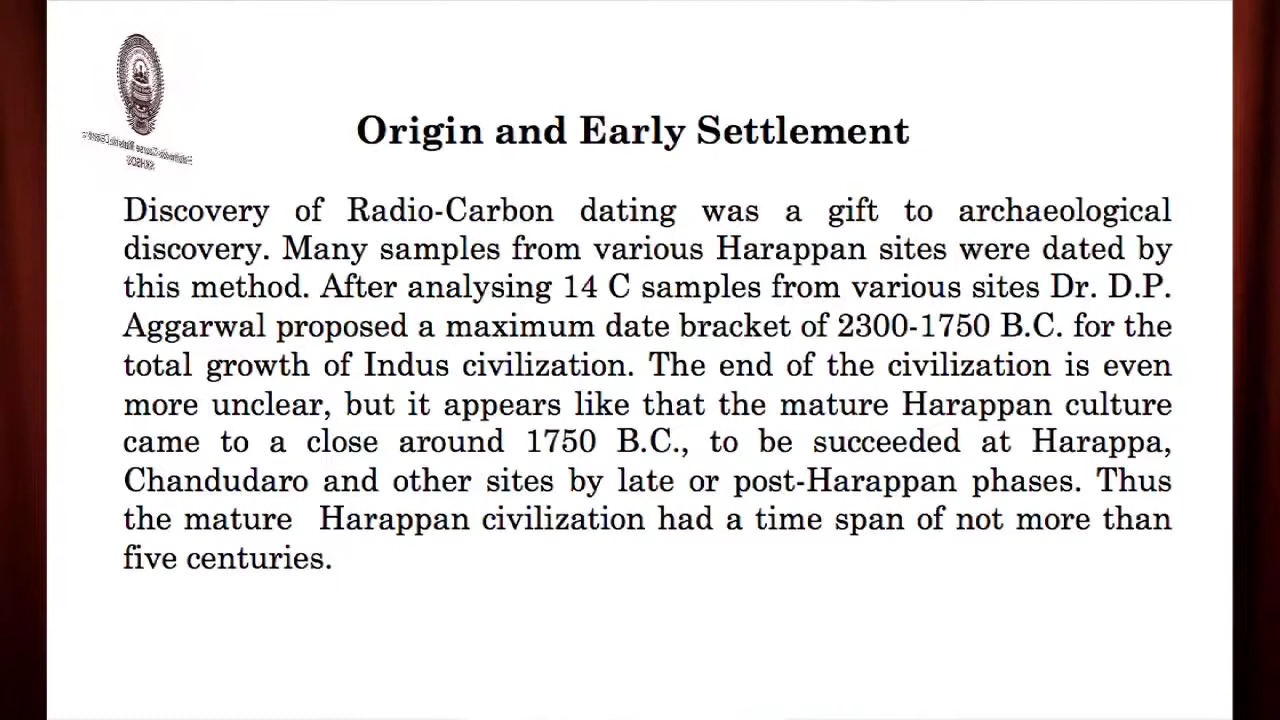 Origin and Early Settlement
Discovery of Radio-Carbon dating was a gift to archaeological
discovery. Many samples from various Harappan sites were dated by
this method. After analysing 14 C samples from various sites Dr. D.P.
Aggarwal proposed a maximum date bracket of 2300-1750 B.C. for the
total growth of Indus civilization. The end of the civilization is even
more unclear, but it appears like that the mature Harappan culture
came to a close around 1750 B.C., to be succeeded at Harappa,
Chandudaro and other sites by late or post-Harappan phases. Thus
the mature Harappan civilization had a time span of not more than
five centuries.